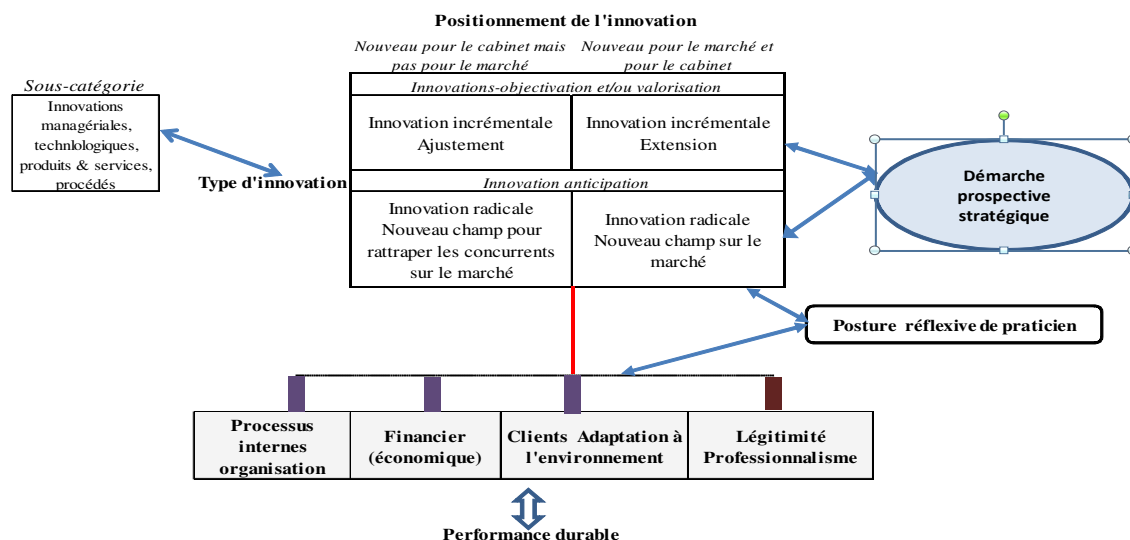 Positionnement de l'innovation
Nouveau pour le cabinet mais
pas pour le marché
Nouveau pour le marché et
pour le cabinet
Sous-catégorie
Innovations
managériales,
technlologiques,
produits & services,
procédés
Type d'innovation
Innovations-objectivation et/ou valorisation
Innovation incrémentale
Ajustement
Innovation incrémentale
Extension
Innovation anticipation
Innovation radicale
Nouveau champ pour
rattraper les concurrents
sur le marché
Innovation radicale
Nouveau champ sur le
marché
Démarche
prospective
stratégique
Posture réflexive de praticien
Processus
internes
organisation
Financier
(économique)
Clients Adaptation à
l'environnement
Légitimité
Professionnalisme
Performance durable